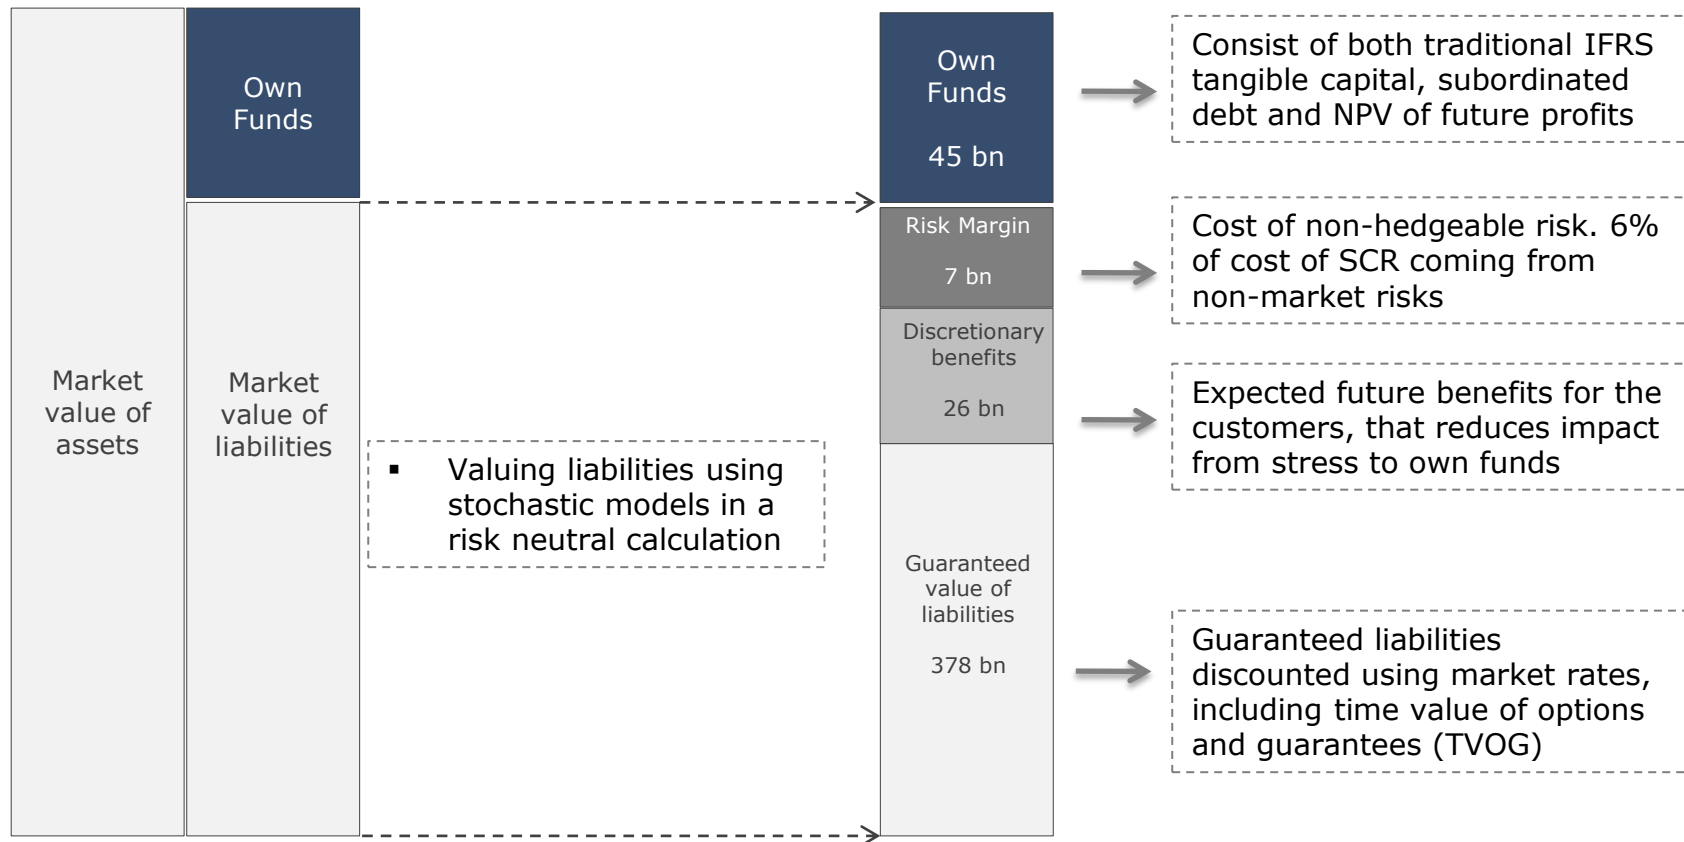 Market
value of
assets
Own
Funds
Market
value of
liabilities
▪ Valuing liabilities using
stochastic models in a
risk neutral calculation
Own
Funds
45 bn
Risk Margin
7 bn
Discretionary
benefits
26 bn
Guaranteed
value of
liabilities
378 bn
Consist of both traditional IFRS
tangible capital, subordinated
debt and NPV of future profits
Cost of non-hedgeable risk. 6%
of cost of SCR coming from
non-market risks
Expected future benefits for the
customers, that reduces impact
from stress to own funds
Guaranteed liabilities
discounted using market rates,
including time value of options
and guarantees (TVOG)